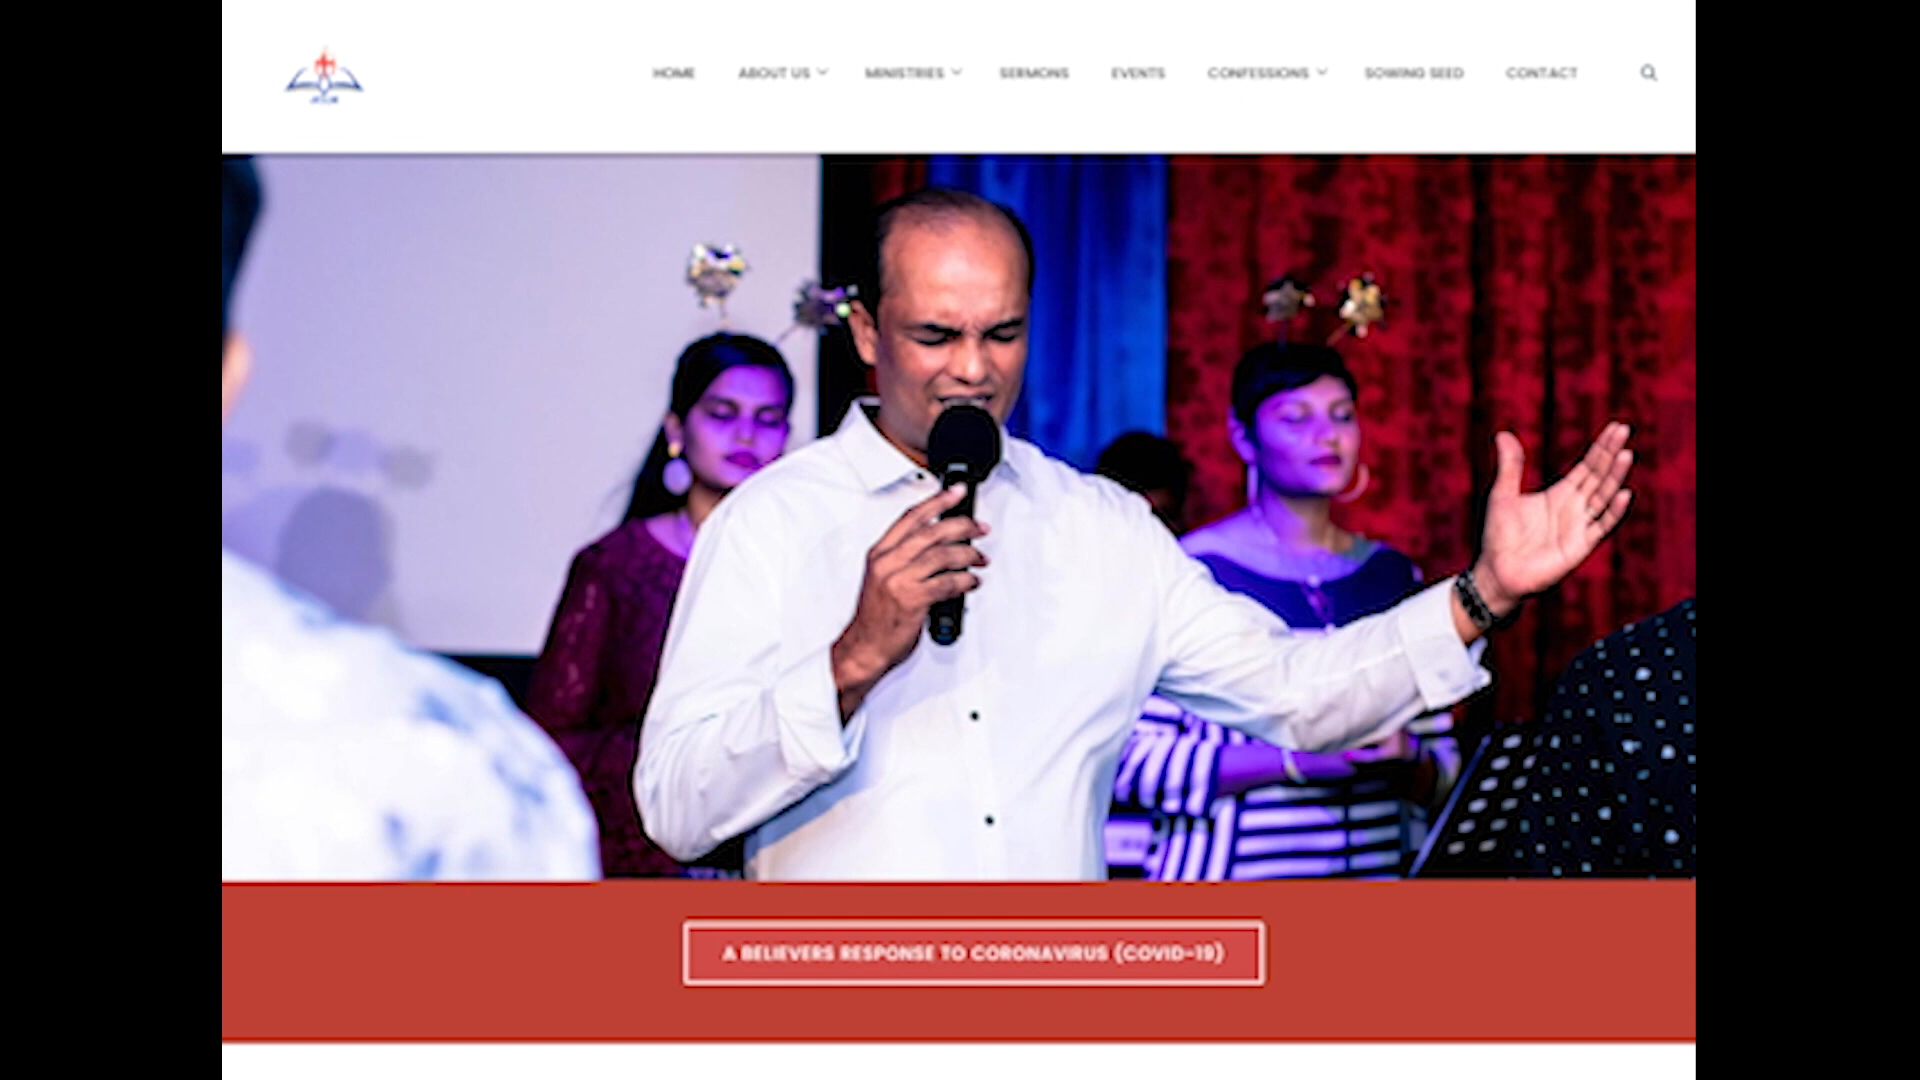 HOME ABOUT US MINISTRIES SERMONS EVENTS CONFESSIONS SOWING SEED CONTACT
A BELIEVERS RESPONSE TO CORONAVIRUS (COVID-19)